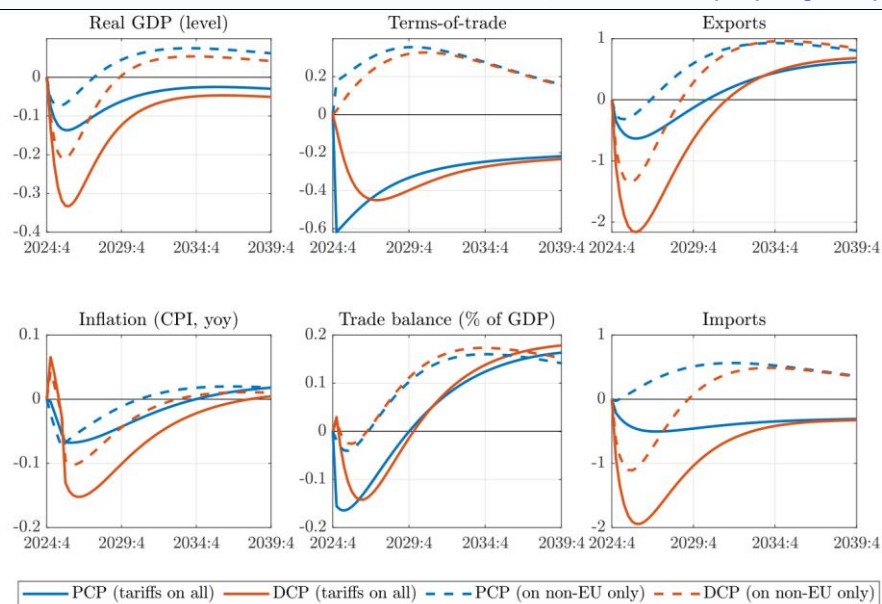 Real GDP (level)
Terms-of-trade
Exports
0
-0.1
-0.2
-0.3
-0.4
2024:4 2029:4 2034:4 2039:4
0.2
0
-0.2
-0.4
-0.6
2024:4 2029:4 2034:4 2039:4
1
0
-1
-2
2024:4 2029:4 2034:4 2039:4
Inflation (CPI, yoy)
Trade balance (% of GDP)
Imports
0.1
0
-0.1
-0.2
2024:4 2029:4 2034:4 2039:4
0.2
0.1
0
-0.1
-0.2
2024:4 2029:4 2034:4 2039:4
1
0
-1
-2
2024:4 2029:4 2034:4 2039:4
PCP (tariffs on all) DCP (tariffs on all) PCP (on non-EU only) DCP (on non-EU only)